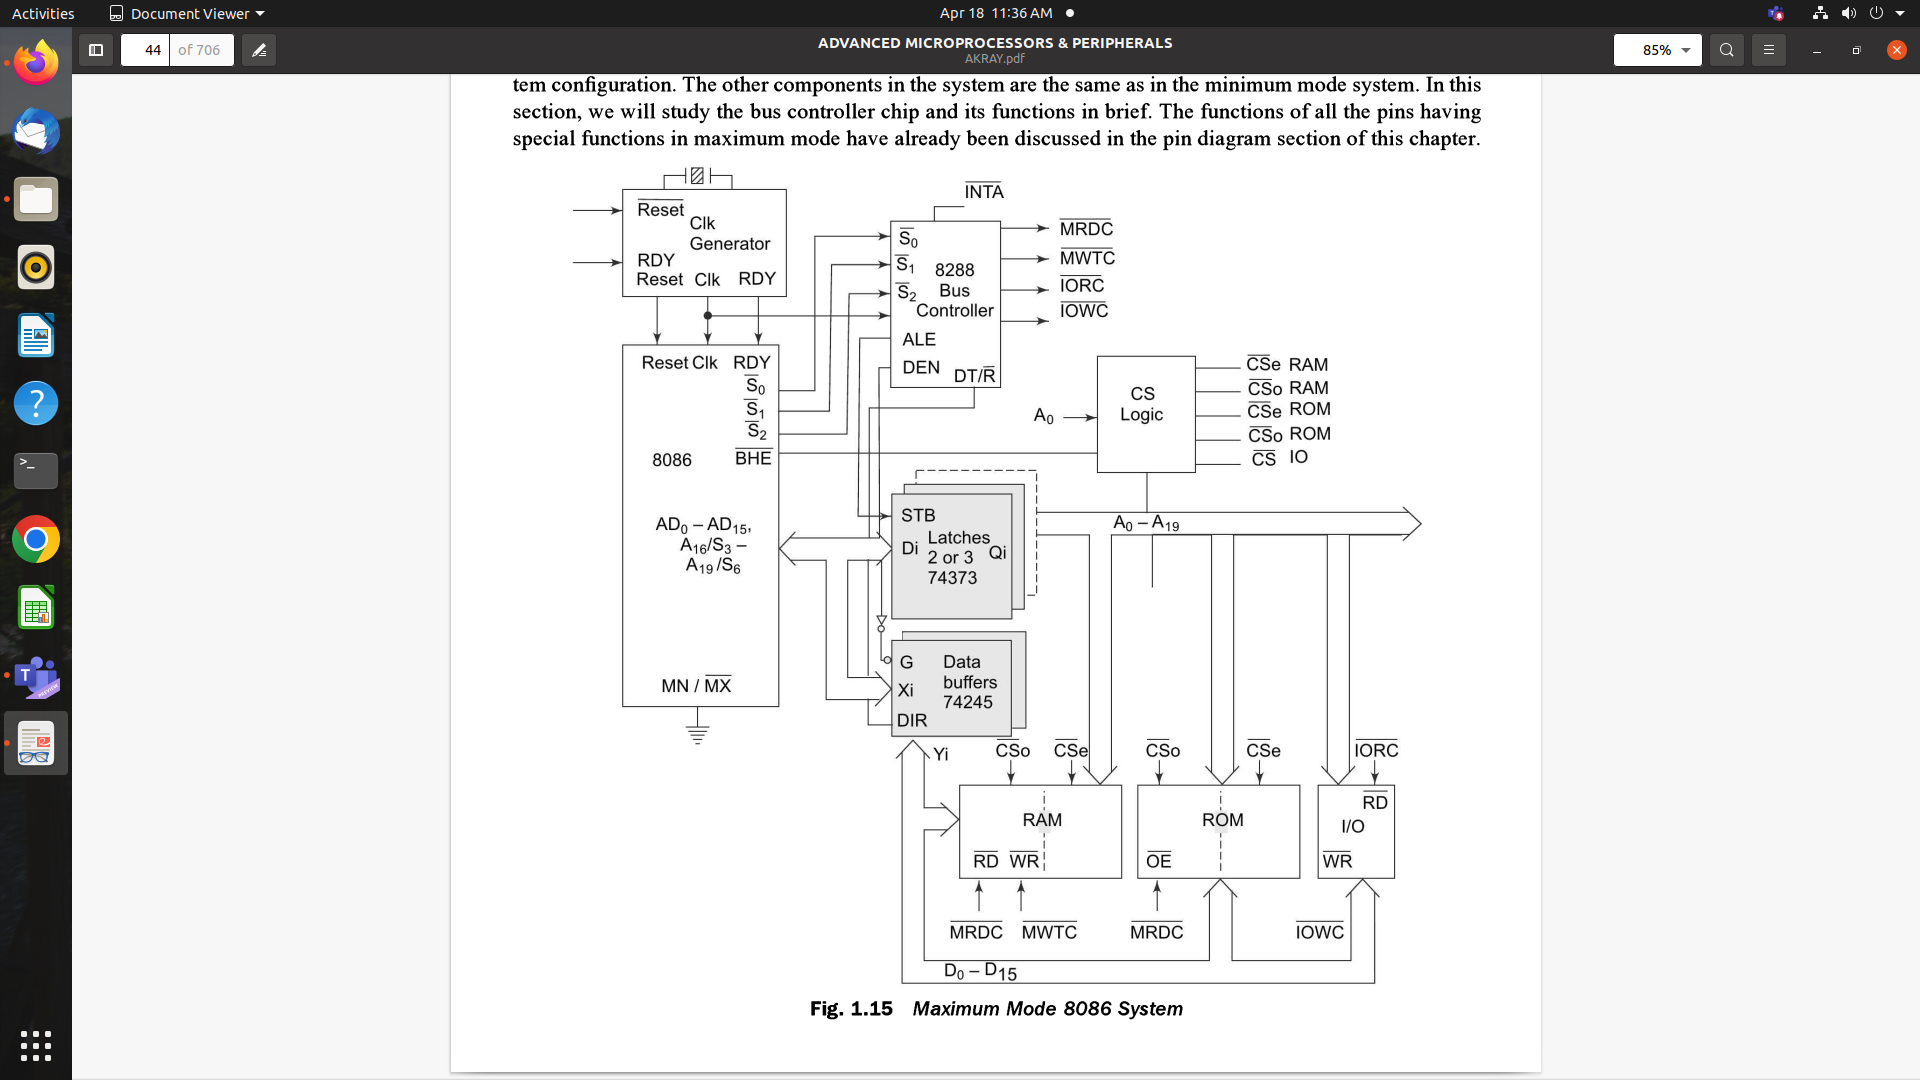 Activities
Document Viewer
Apr 18 11:36 AM
44 of 706
ADVANCED MICROPROCESSORS & PERIPHERALS
AKRAY.pdf
85%
tem configuration. The other components in the system are the same as in the minimum mode system. In this
section, we will study the bus controller chip and its functions in brief. The functions of all the pins having
special functions in maximum mode have already been discussed in the pin diagram section of this chapter.
Reset
Clk
Generator
RDY
Reset Clk RDY
INTA
S0
S1
S2
8288
Bus
Controller
ALE
DEN
DT/R
MRDC
MWTC
IORC
IOWC
Reset Clk RDY
S0
S1
S2
8086
BHE
AD0 – AD15,
A16/S3 –
A19/S6
MN / MX
A0
CS
Logic
CSe RAM
CSo RAM
CSe ROM
CSo ROM
CS IO
STB
Di
Latches
2 or 3
74373
Qi
A0 – A19
G
Xi
DIR
Data
buffers
74245
Yi
CSo
CSe
CSo
CSe
IORC
RAM
RD WR
ROM
OE
RD
I/O
WR
MRDC
MWTC
MRDC
IOWC
D0 – D15
Fig. 1.15 Maximum Mode 8086 System